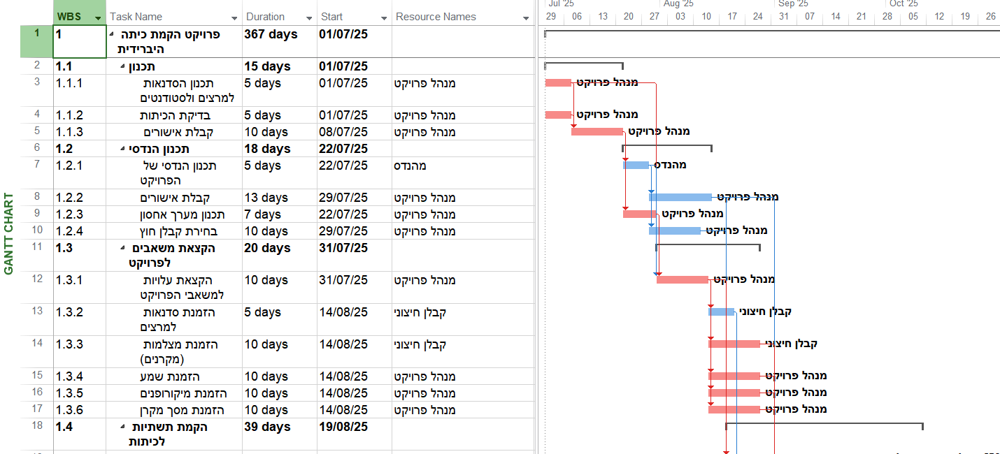 Jul '25 Aug '25 Sep '25 Oct '25
WBS Task Name Duration Start Resource Names 29 06 13 20 27 03 10 17 24 31 07 14 21 28 05 12 19 26
GANTT CHART
1 1 פרויקט הקמת כיתה 367 days 01/07/25
היברידית
2 1.1 תכנון 15 days 01/07/25
3 1.1.1 תכנון הסדנאות 5 days 01/07/25 מנהל פרויקט מנהל פרויקט
למרצים ולסטודנטים
4 1.1.2 בדיקת הכיתות 5 days 01/07/25 מנהל פרויקט מנהל פרויקט
5 1.1.3 קבלת אישורים 10 days 08/07/25 מנהל פרויקט מנהל פרויקט
6 1.2 תכנון הנדסי 18 days 22/07/25
7 1.2.1 תכנון הנדסי של 5 days 22/07/25 מהנדס מהנדס
הפרויקט
8 1.2.2 קבלת אישורים 13 days 29/07/25 מנהל פרויקט מנהל פרויקט
9 1.2.3 תכנון מערך אחסון 7 days 22/07/25 מנהל פרויקט מנהל פרויקט
10 1.2.4 בחירת קבלן חוץ 10 days 29/07/25 מנהל פרויקט מנהל פרויקט
11 1.3 הקצאת משאבים 20 days 31/07/25
לפרויקט
12 1.3.1 הקצאת עלויות 10 days 31/07/25 מנהל פרויקט מנהל פרויקט
למשאבי הפרויקט
13 1.3.2 הזמנת סדנאות 5 days 14/08/25 קבלן חיצוני קבלן חיצוני
למרצים
14 1.3.3 הזמנת מצלמות 10 days 14/08/25 קבלן חיצוני קבלן חיצוני
(מקרנים)
15 1.3.4 הזמנת שמע 10 days 14/08/25 מנהל פרויקט מנהל פרויקט
16 1.3.5 הזמנת מיקורופנים 10 days 14/08/25 מנהל פרויקט מנהל פרויקט
17 1.3.6 הזמנת מסך מקרן 10 days 14/08/25 מנהל פרויקט מנהל פרויקט
18 1.4 הקמת תשתיות 39 days 19/08/25
לכיתות